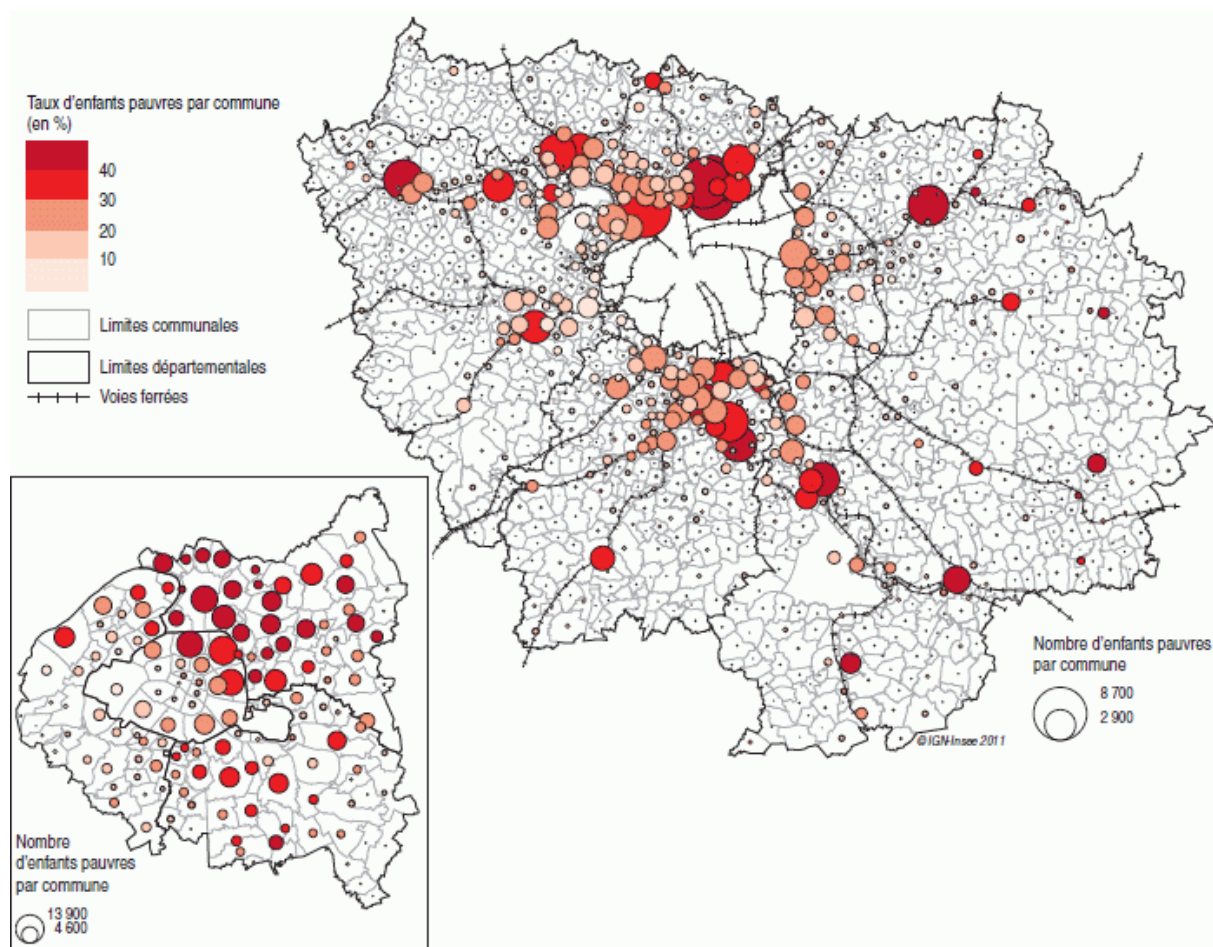 Taux d'enfants pauvres par commune
(en %)
40
30
20
10
Limites communales
Limites départementales
Voies ferrées
Nombre d'enfants pauvres
par commune
8 700
2 900
© IGN-Insee 2011
Nombre
d'enfants pauvres
par commune
13 900
4 600